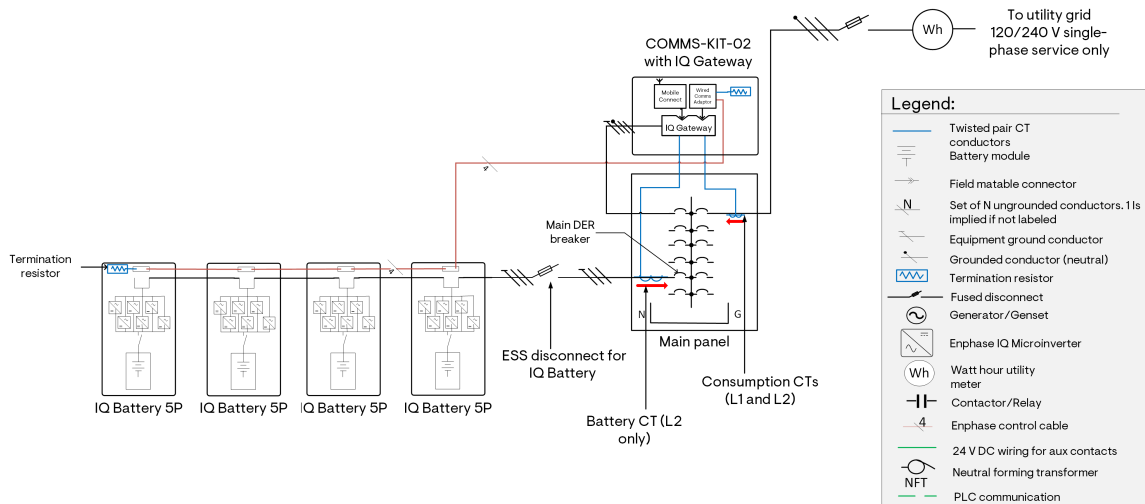 To utility grid
120/240 V single-
phase service only
Wh
COMMS-KIT-02
with IQ Gateway
Mobile
Connect
Wired
Comms
Adaptor
IQ Gateway
4
Main DER
breaker
Termination
resistor
4
N
G
Main panel
ESS disconnect for
IQ Battery
Consumption CTs
(L1 and L2)
Battery CT (L2
only)
IQ Battery 5P
IQ Battery 5P
IQ Battery 5P
IQ Battery 5P
Legend:
Twisted pair CT
conductors
Battery module
Field matable connector
N
Set of N ungrounded conductors. 1 Is
implied if not labeled
Equipment ground conductor
Grounded conductor (neutral)
Termination resistor
Fused disconnect
Generator/Genset
Enphase IQ Microinverter
Wh
Watt hour utility
meter
Contactor/Relay
4
Enphase control cable
24 V DC wiring for aux contacts
NFT
Neutral forming transformer
PLC communication